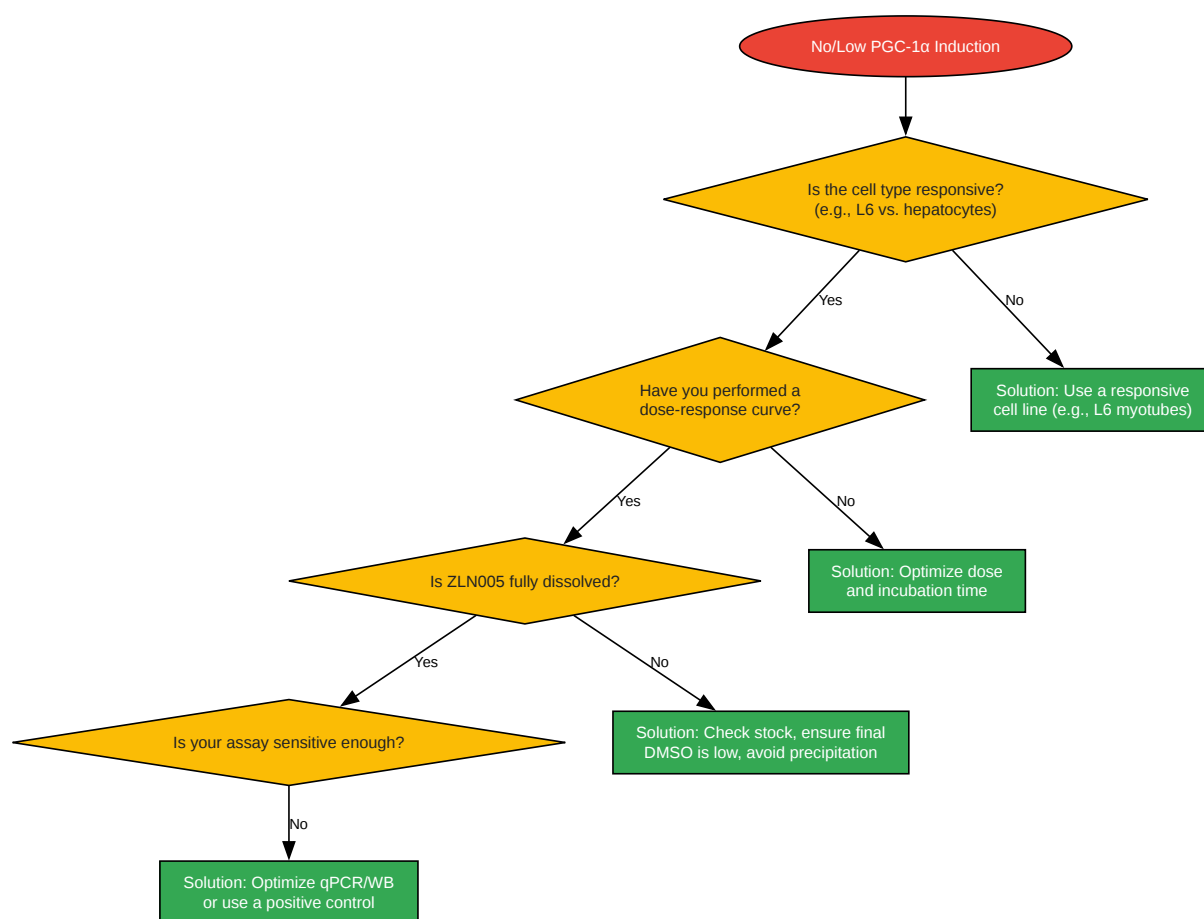 No/Low PGC-1α Induction
Is the cell type responsive?
(e.g., L6 vs. hepatocytes)
Yes
No
Have you performed a
dose-response curve?
Solution: Use a responsive
cell line (e.g., L6 myotubes)
Yes
No
Is ZLN005 fully dissolved?
Solution: Optimize dose
and incubation time
Yes
No
Is your assay sensitive enough?
Solution: Check stock, ensure final
DMSO is low, avoid precipitation
No
Solution: Optimize qPCR/WB
or use a positive control